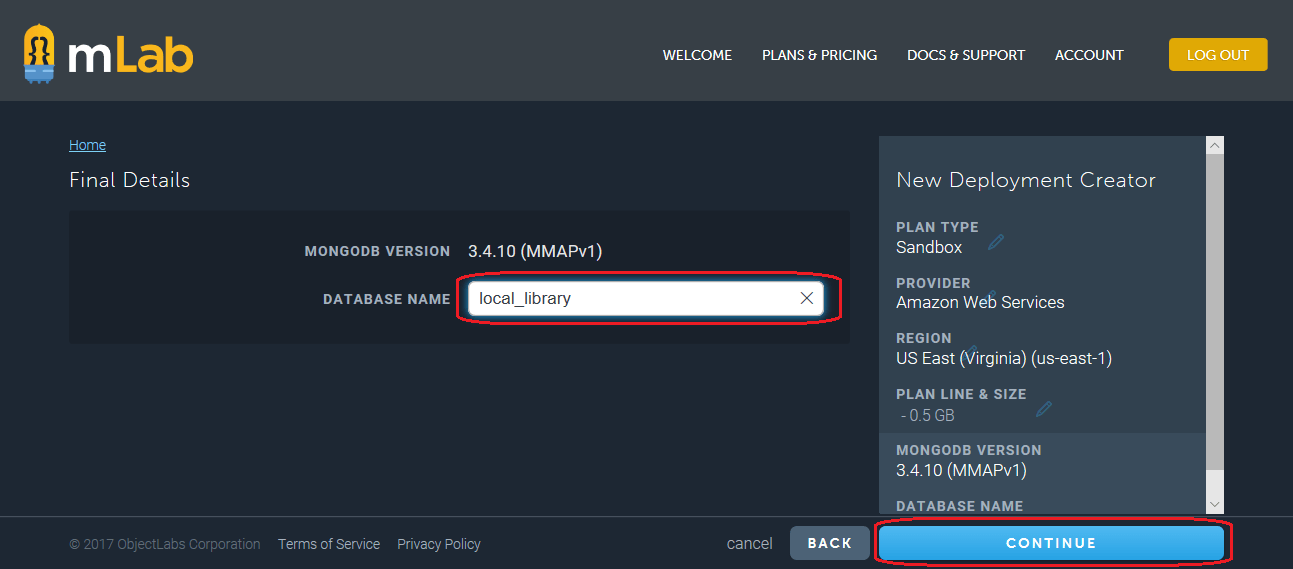 mLab
WELCOME PLANS & PRICING DOCS & SUPPORT ACCOUNT LOG OUT
Home
Final Details
MONGODB VERSION 3.4.10 (MMAPv1)
DATABASE NAME local_library
New Deployment Creator
PLAN TYPE
Sandbox
PROVIDER
Amazon Web Services
REGION
US East (Virginia) (us-east-1)
PLAN LINE & SIZE
- 0.5 GB
MONGODB VERSION
3.4.10 (MMAPv1)
DATABASE NAME
© 2017 ObjectLabs Corporation Terms of Service Privacy Policy cancel BACK CONTINUE